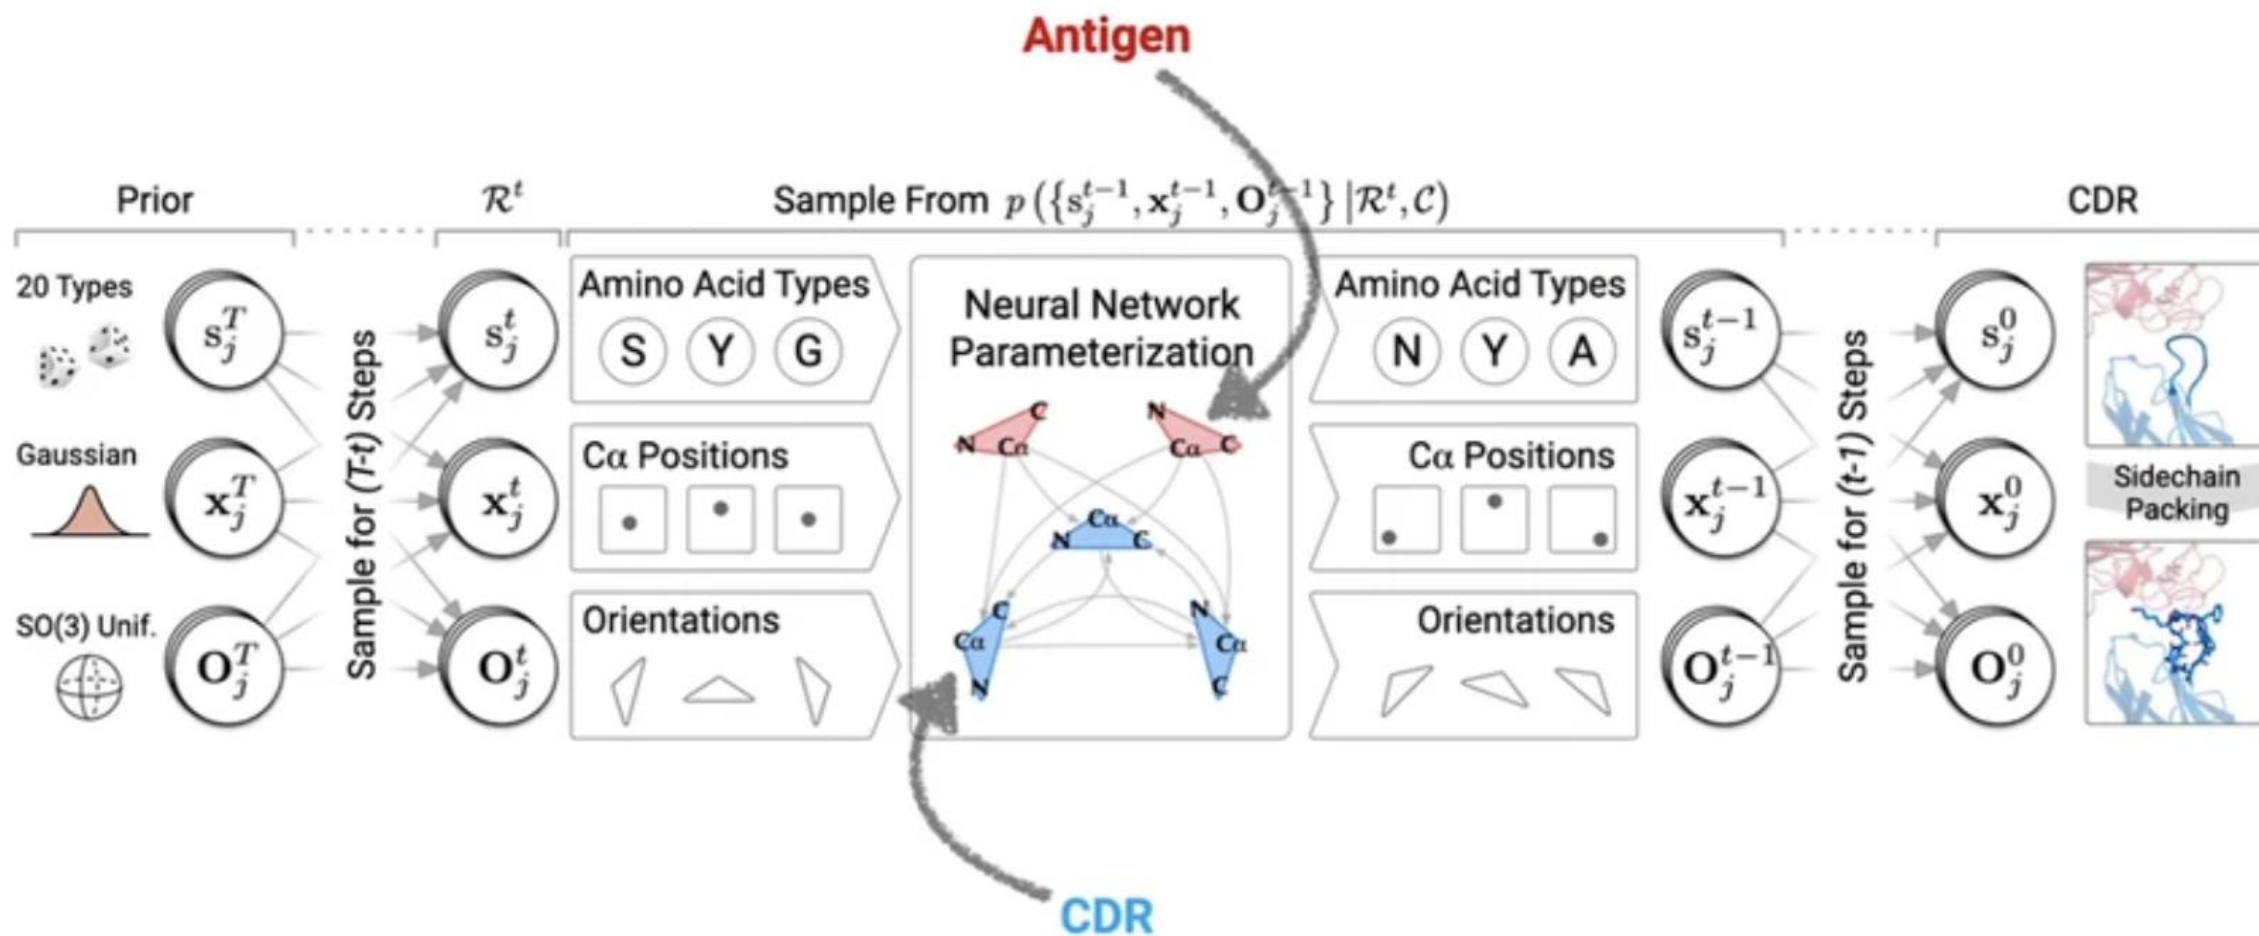 Antigen
Prior
𝓡^t
Sample From p({s_j^{t-1}, x_j^{t-1}, O_j^{t-1}} | 𝓡^t, 𝒞)
CDR
20 Types
s_j^T
Gaussian
x_j^T
SO(3) Unif.
O_j^T
Sample for (T-t) Steps
s_j^t
x_j^t
O_j^t
Amino Acid Types
S Y G
Cα Positions
Orientations
Neural Network
Parameterization
C
N Cα
N
Cα C
Cα
N C
C
Cα
N
N
Cα
C
Amino Acid Types
N Y A
Cα Positions
Orientations
s_j^{t-1}
x_j^{t-1}
O_j^{t-1}
Sample for (t-1) Steps
s_j^0
x_j^0
O_j^0
Sidechain
Packing
CDR